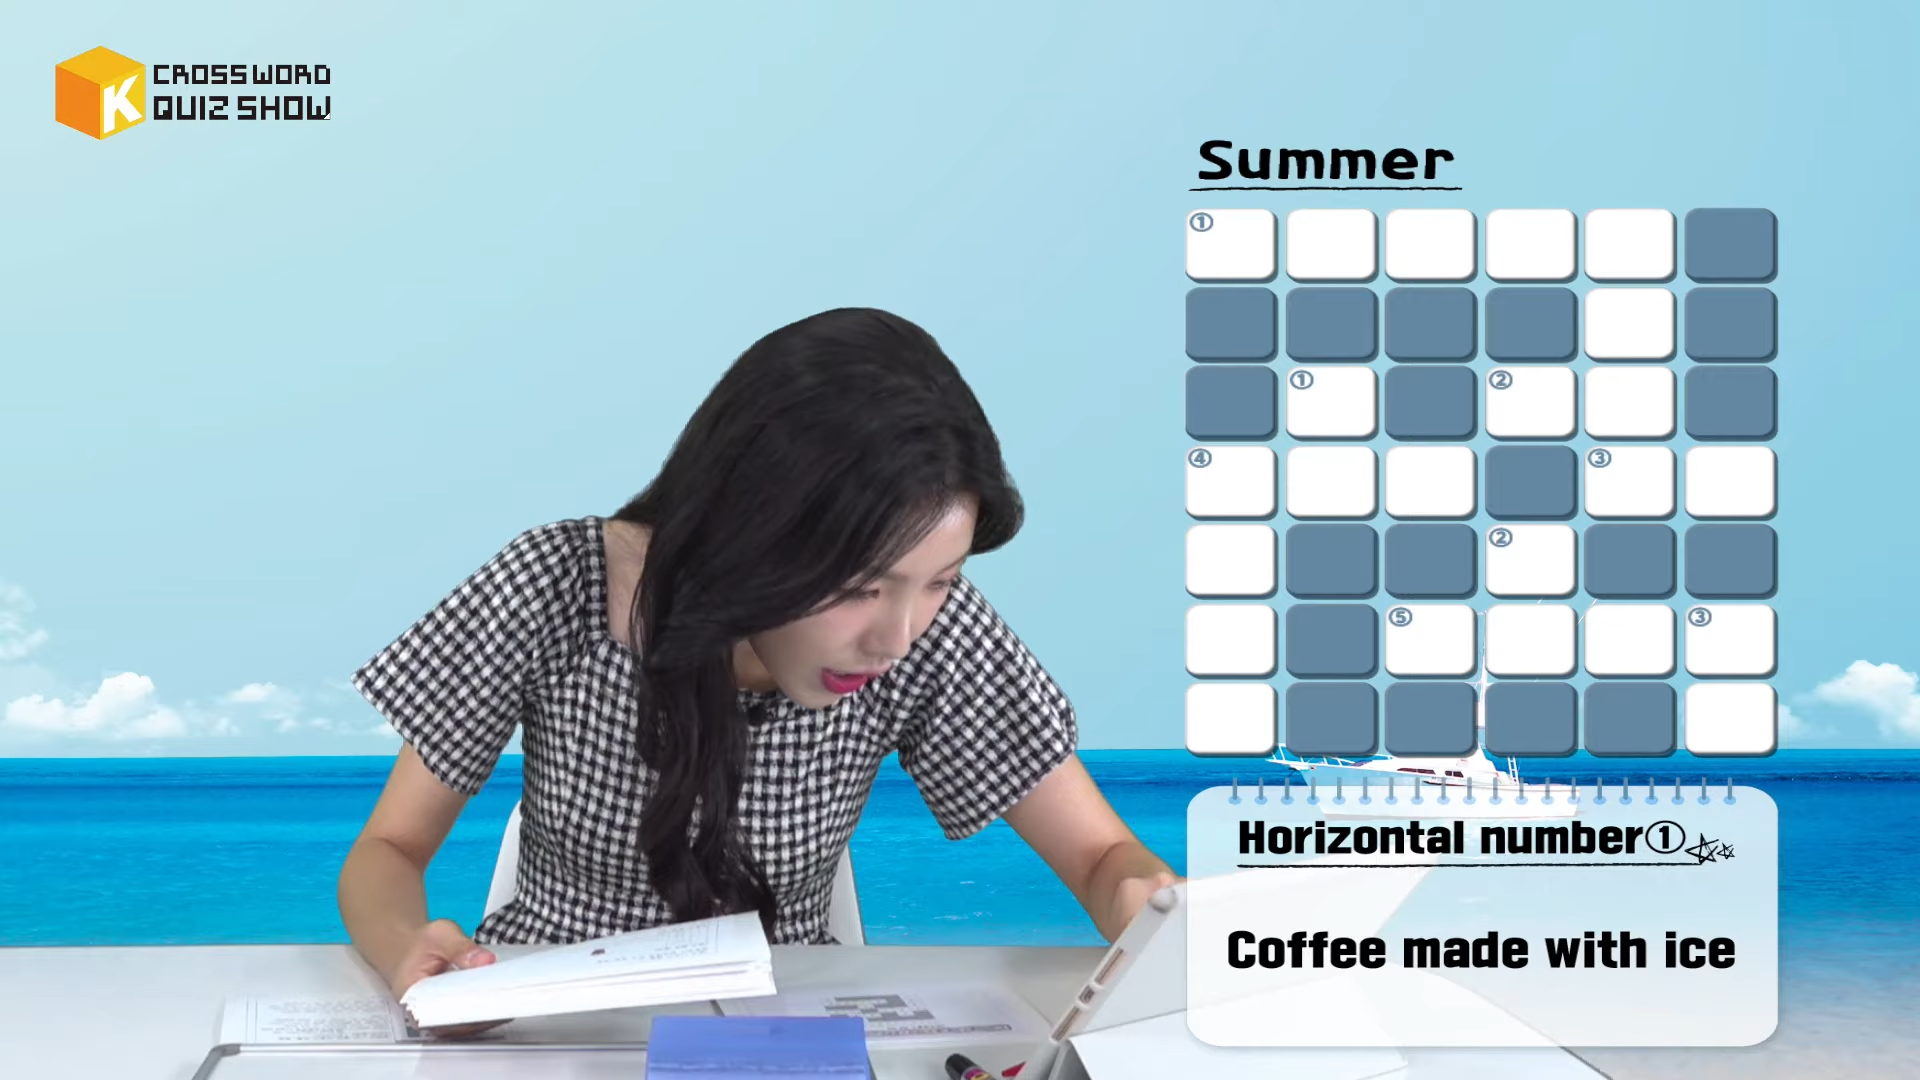 K
CROSSWORD
QUIZ SHOW
Summer
①
① ②
④ ③
②
⑤ ③
Horizontal number①
Coffee made with ice